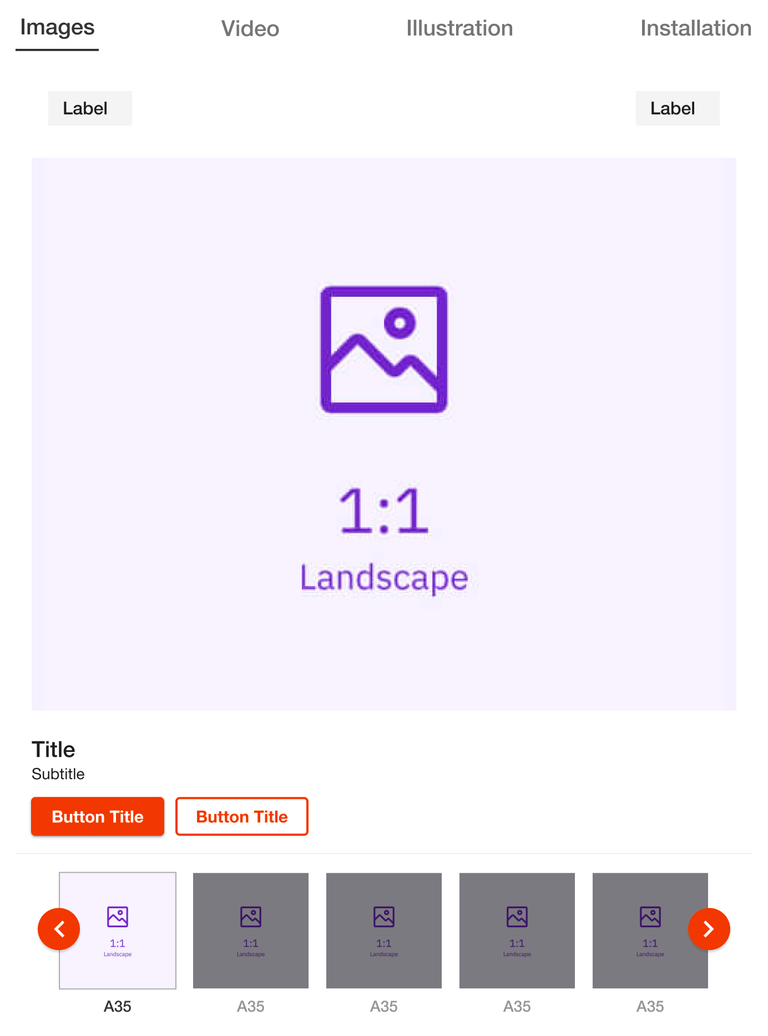 Images Video Illustration Installation
Label Label
1:1
Landscape
Title
Subtitle
Button Title Button Title
1:1 1:1 1:1 1:1 1:1
Landscape Landscape Landscape Landscape Landscape
A35 A35 A35 A35 A35